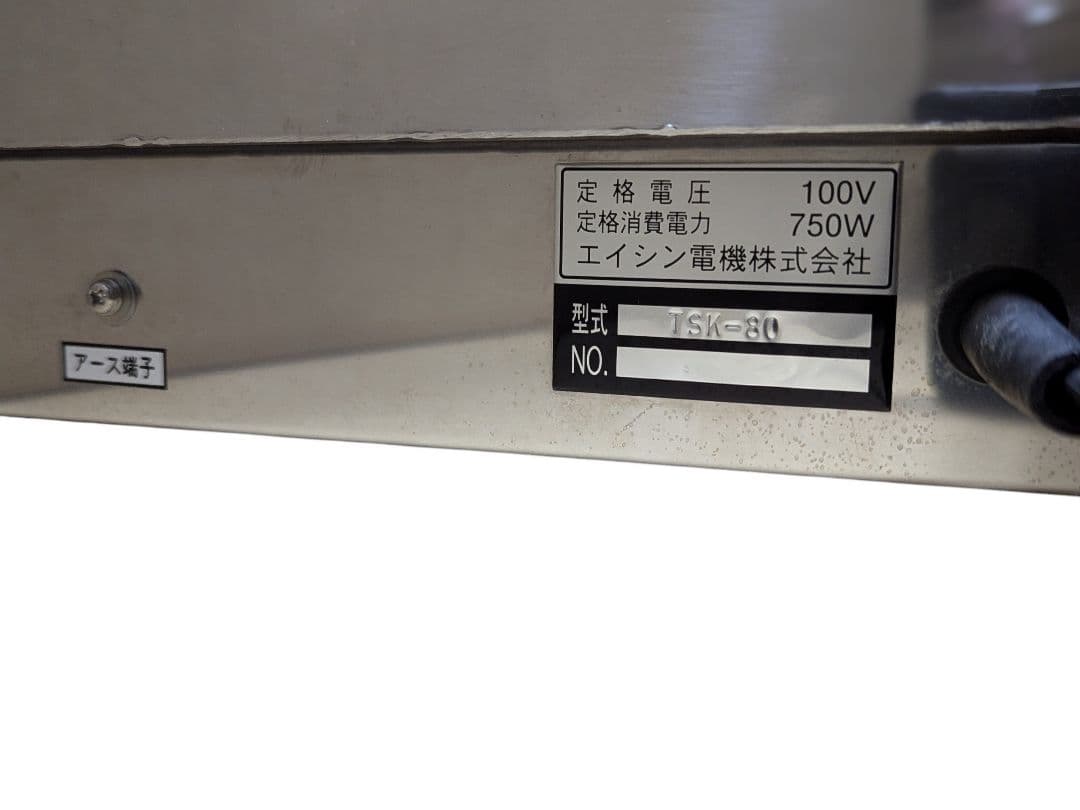 定格電圧 100V
定格消費電力 750W
エイシン電機株式会社
型式 TSK-80
NO.
アース端子